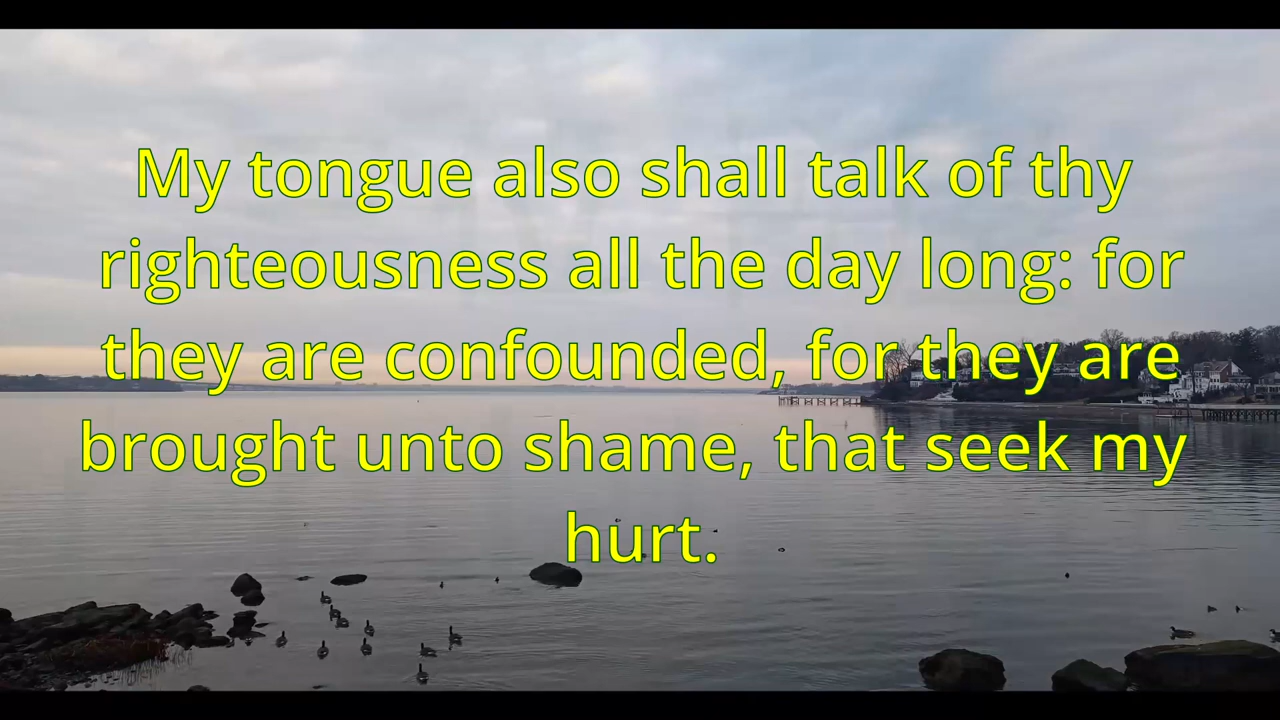 My tongue also shall talk of thy
righteousness all the day long: for
they are confounded, for they are
brought unto shame, that seek my
hurt.